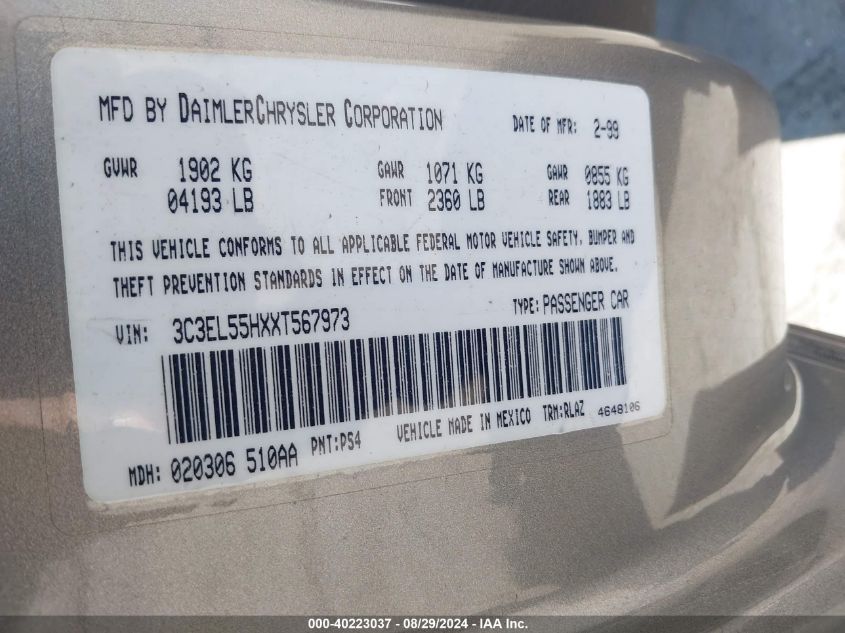 MFD BY DAIMLERCHRYSLER CORPORATION DATE OF MFR: 2-99
GVWR 1902 KG GAWR 1071 KG GAWR 0855 KG
04193 LB FRONT 2360 LB REAR 1883 LB
THIS VEHICLE CONFORMS TO ALL APPLICABLE FEDERAL MOTOR VEHICLE SAFETY, BUMPER AND
THEFT PREVENTION STANDARDS IN EFFECT ON THE DATE OF MANUFACTURE SHOWN ABOVE.
VIN: 3C3EL55HXXT567973 TYPE: PASSENGER CAR
MDH: 020306 510AA PNT:PS4 VEHICLE MADE IN MEXICO TRM:RLAZ 4648106
000-40223037 - 08/29/2024 - IAA Inc.